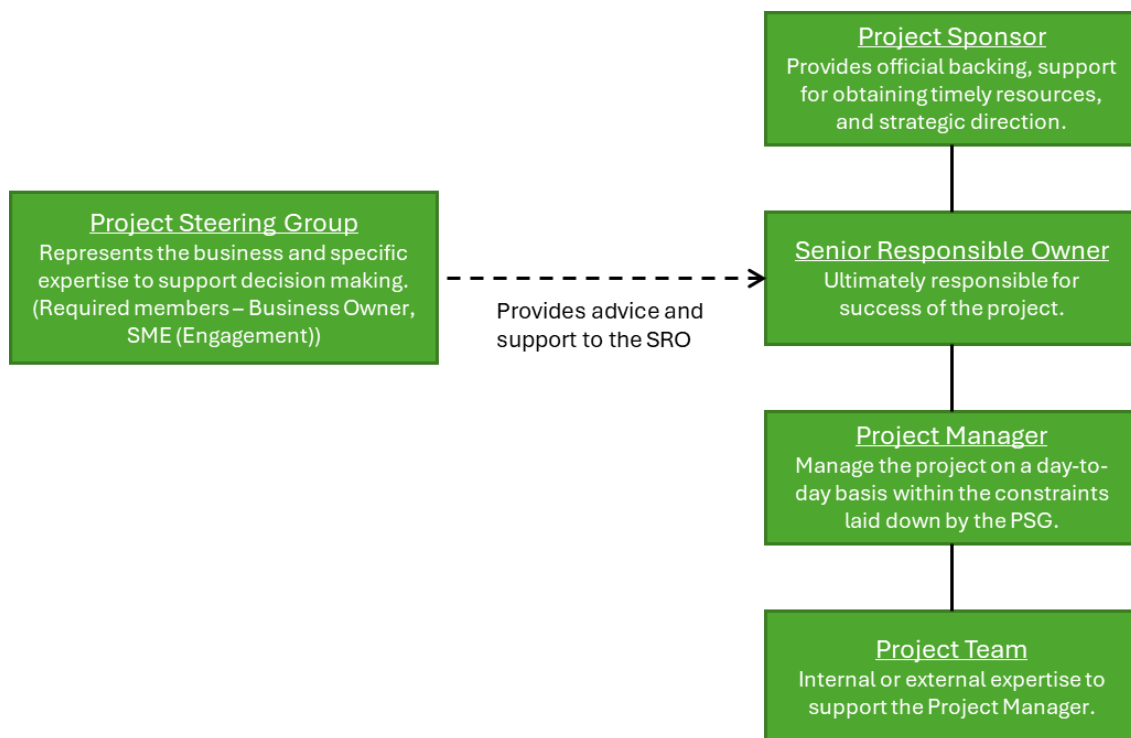 Project Sponsor
Provides official backing, support
for obtaining timely resources,
and strategic direction.
Project Steering Group
Represents the business and specific
expertise to support decision making.
(Required members – Business Owner,
SME (Engagement))
Provides advice and
support to the SRO
Senior Responsible Owner
Ultimately responsible for
success of the project.
Project Manager
Manage the project on a day-to-
day basis within the constraints
laid down by the PSG.
Project Team
Internal or external expertise to
support the Project Manager.